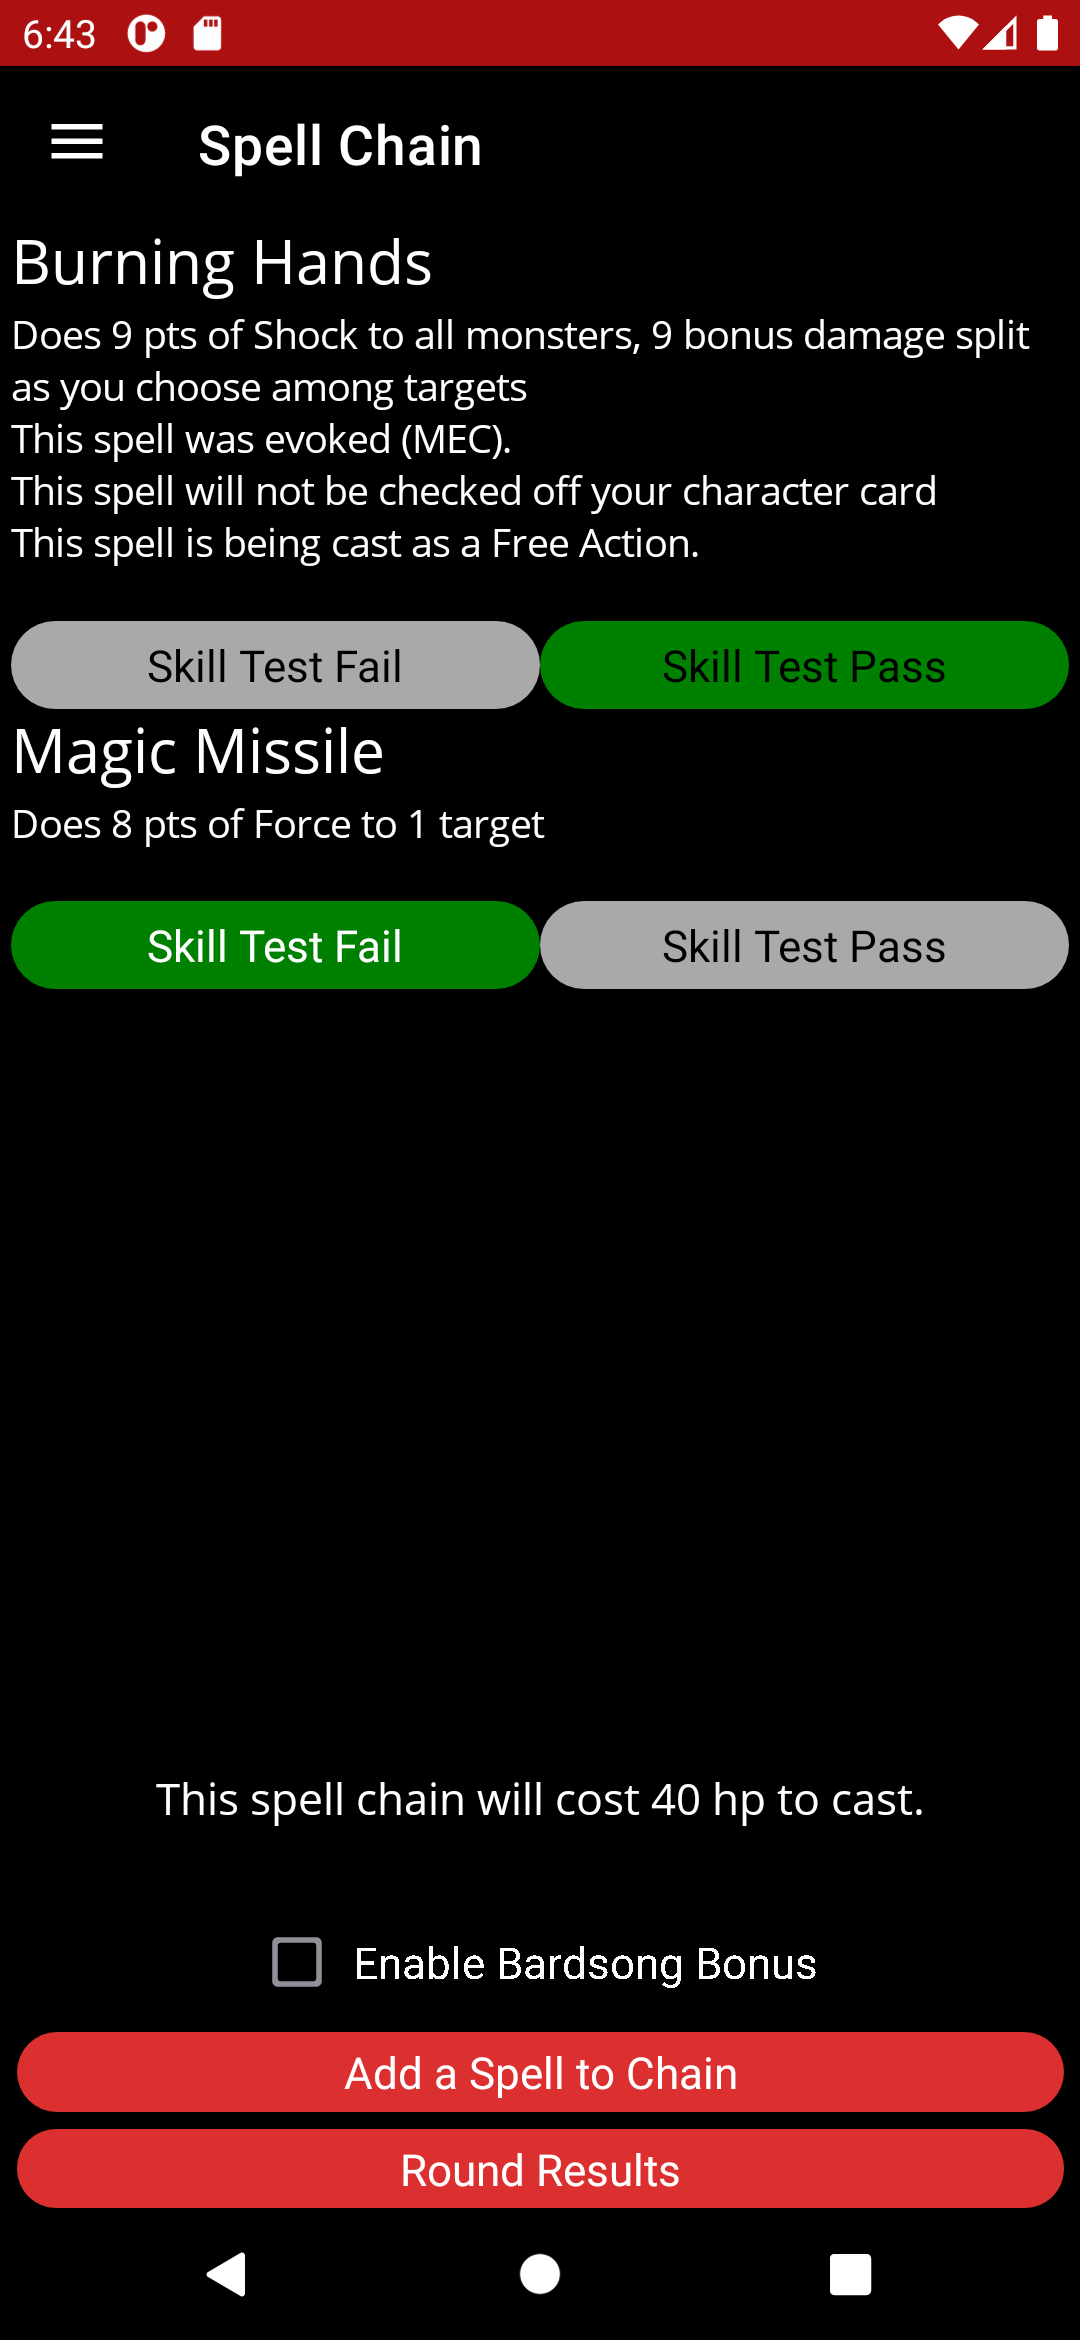 6:43
Spell Chain
Burning Hands
Does 9 pts of Shock to all monsters, 9 bonus damage split
as you choose among targets
This spell was evoked (MEC).
This spell will not be checked off your character card
This spell is being cast as a Free Action.
Skill Test Fail Skill Test Pass
Magic Missile
Does 8 pts of Force to 1 target
Skill Test Fail Skill Test Pass
This spell chain will cost 40 hp to cast.
Enable Bardsong Bonus
Add a Spell to Chain
Round Results